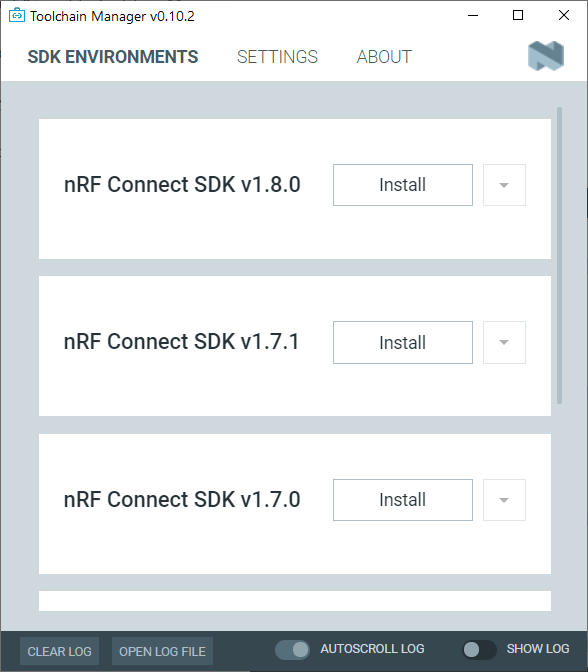 Toolchain Manager v0.10.2
SDK ENVIRONMENTS SETTINGS ABOUT
nRF Connect SDK v1.8.0 Install
nRF Connect SDK v1.7.1 Install
nRF Connect SDK v1.7.0 Install
CLEAR LOG OPEN LOG FILE AUTOSCROLL LOG SHOW LOG